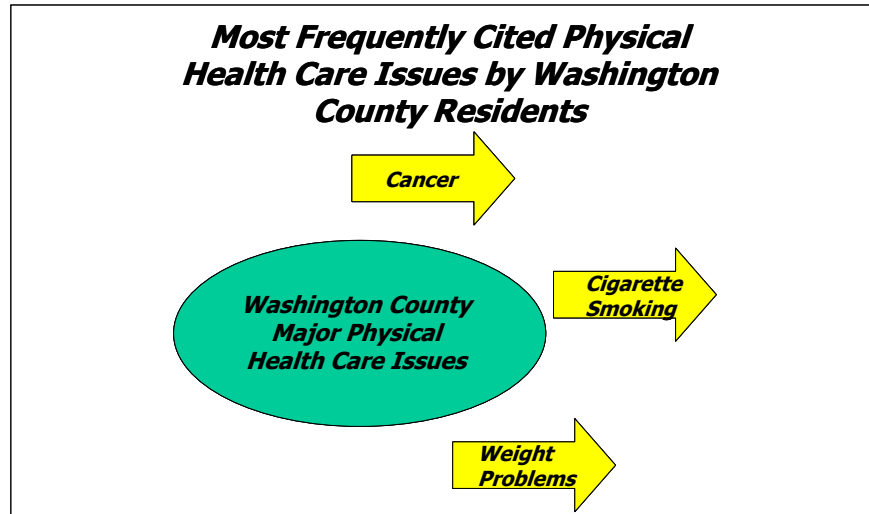 Most Frequently Cited Physical
Health Care Issues by Washington
County Residents
Cancer
Cigarette
Smoking
Washington County
Major Physical
Health Care Issues
Weight
Problems